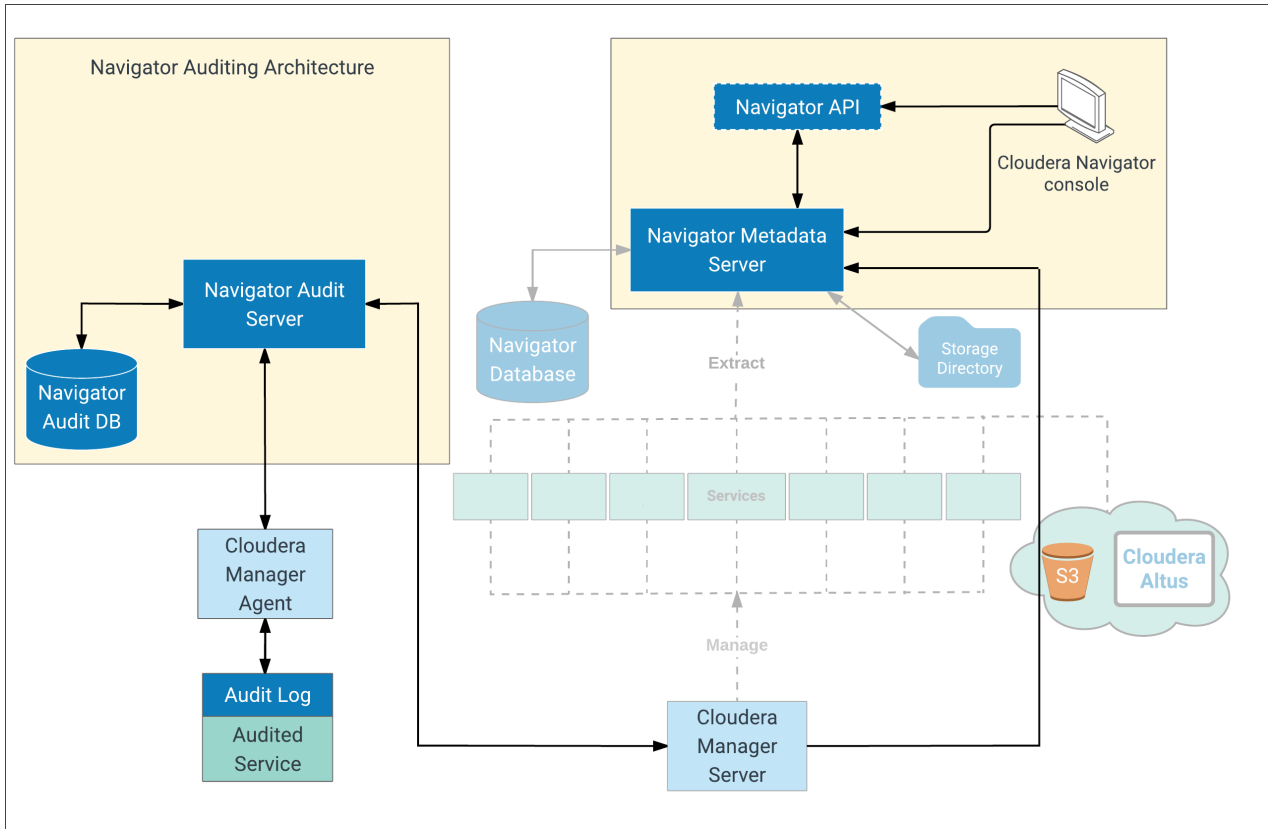 Navigator Auditing Architecture
Navigator API
Cloudera Navigator
console
Navigator Metadata
Server
Navigator Audit
Server
Navigator
Audit DB
Navigator
Database
Storage
Directory
Extract
Services
Cloudera
Manager
Agent
S3
Cloudera
Altus
Manage
Audit Log
Audited
Service
Cloudera
Manager
Server